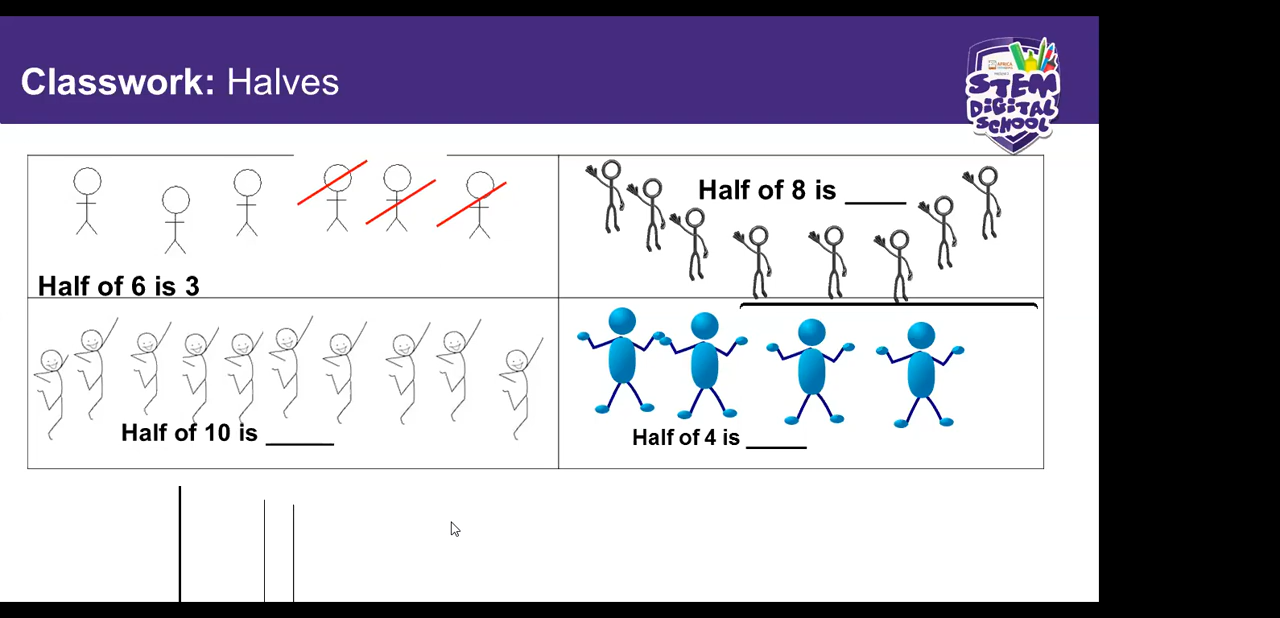 Classwork: Halves
STEM
DiGiTAL
SCHOOL
Half of 8 is _____
Half of 6 is 3
Half of 10 is _____
Half of 4 is _____